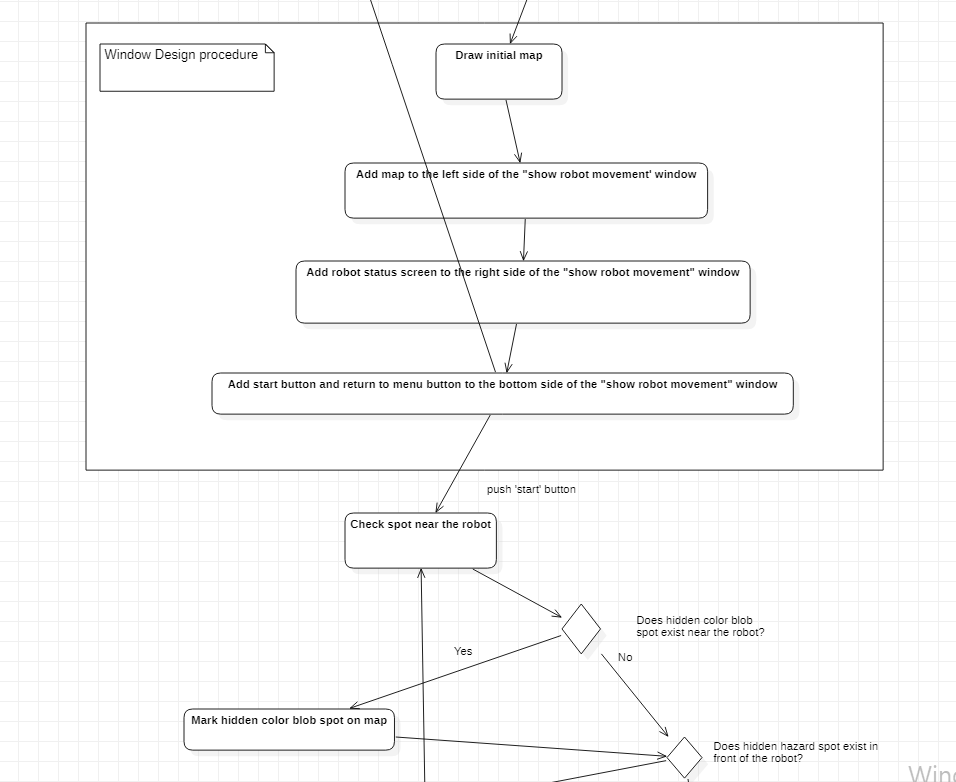 Window Design procedure
Draw initial map
Add map to the left side of the "show robot movement' window
Add robot status screen to the right side of the "show robot movement" window
Add start button and return to menu button to the bottom side of the "show robot movement" window
push 'start' button
Check spot near the robot
Does hidden color blob
spot exist near the robot?
Yes
No
Mark hidden color blob spot on map
Does hidden hazard spot exist in
front of the robot?